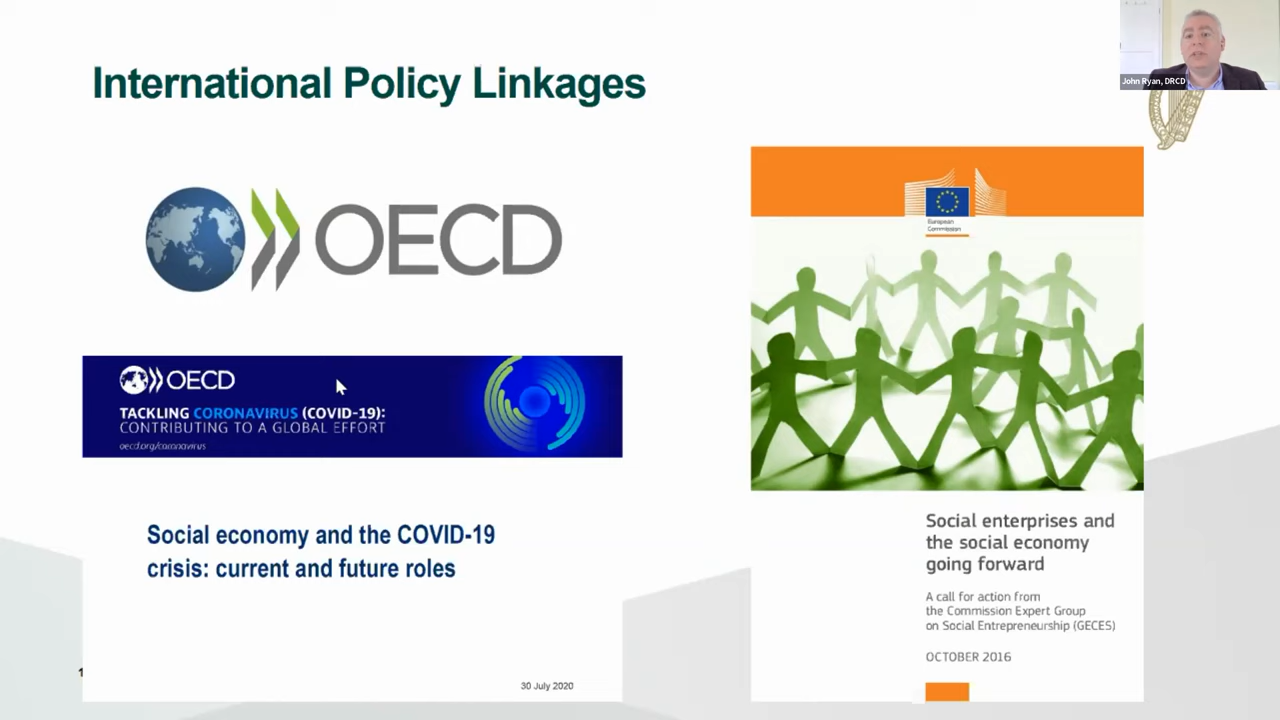 International Policy Linkages
John Ryan, DRCD
OECD
OECD
TACKLING CORONAVIRUS (COVID-19):
CONTRIBUTING TO A GLOBAL EFFORT
oecd.org/coronavirus
Social economy and the COVID-19
crisis: current and future roles
30 July 2020
European
Commission
Social enterprises and
the social economy
going forward
A call for action from
the Commission Expert Group
on Social Entrepreneurship (GECES)
OCTOBER 2016